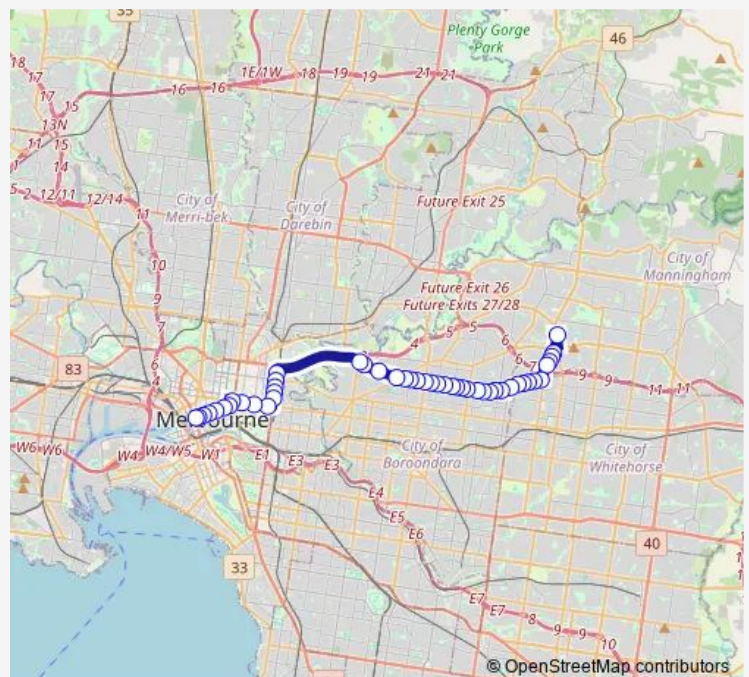 35
Plenty Gorge
Park
46
18
17
17
15
16
16
1E/1W
18
19
19
21
21
13N
11
15
14
5
2
12/11
12/14
11
City of
Merri-bek
City of
Darebin
Future Exit 25
City of
Manningham
10
9
9
7
Future Exit 26
Future Exits 27/28
4
5
5
6
6
83
6
4
9
9
11
11
Melbourne
W6
W6
W4
W4/W5
W1
E1
E3
E3
City of
Boroondara
City of
Whitehorse
E4
E5
E6
40
33
E7
E7
8
9
9
10
© OpenStreetMap contributors